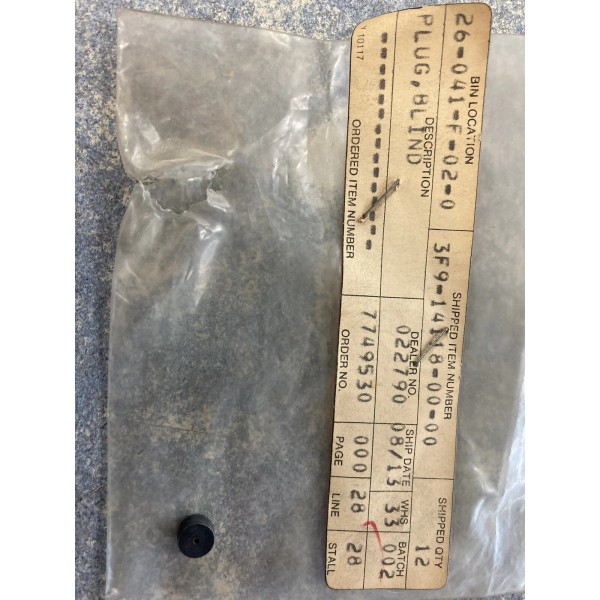 BIN LOCATION SHIPPED ITEM NUMBER SHIPPED QTY
26-041-F-02-0 3F9-14118-00-00 12
DESCRIPTION DEALER NO. SHIP DATE WHS BATCH
PLUG,BLIND 022790 08/13 33 002
---------------- 7749530 000 28 28
ORDERED ITEM NUMBER ORDER NO. PAGE LINE STALL
Y10117